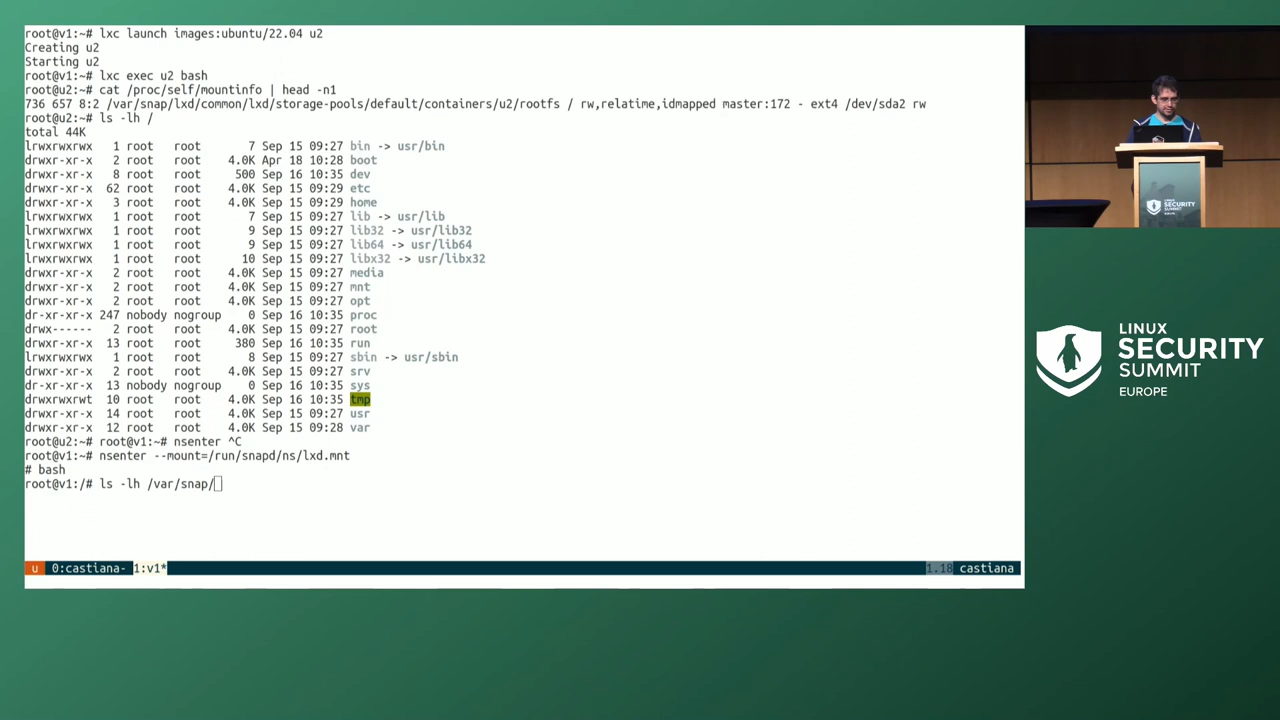 root@v1:~# lxc launch images:ubuntu/22.04 u2
Creating u2
Starting u2
root@v1:~# lxc exec u2 bash
root@u2:~# cat /proc/self/mountinfo | head -n1
736 657 8:2 /var/snap/lxd/common/lxd/storage-pools/default/containers/u2/rootfs / rw,relatime,idmapped master:172 - ext4 /dev/sda2 rw
root@u2:~# ls -lh /
total 44K
lrwxrwxrwx   1 root   root      7 Sep 15 09:27 bin -> usr/bin
drwxr-xr-x   2 root   root   4.0K Apr 18 10:28 boot
drwxr-xr-x   8 root   root    500 Sep 16 10:35 dev
drwxr-xr-x  62 root   root   4.0K Sep 15 09:29 etc
drwxr-xr-x   3 root   root   4.0K Sep 15 09:29 home
lrwxrwxrwx   1 root   root      7 Sep 15 09:27 lib -> usr/lib
lrwxrwxrwx   1 root   root      9 Sep 15 09:27 lib32 -> usr/lib32
lrwxrwxrwx   1 root   root      9 Sep 15 09:27 lib64 -> usr/lib64
lrwxrwxrwx   1 root   root     10 Sep 15 09:27 libx32 -> usr/libx32
drwxr-xr-x   2 root   root   4.0K Sep 15 09:27 media
drwxr-xr-x   2 root   root   4.0K Sep 15 09:27 mnt
drwxr-xr-x   2 root   root   4.0K Sep 15 09:27 opt
dr-xr-xr-x 247 nobody nogroup    0 Sep 16 10:35 proc
drwx------   2 root   root   4.0K Sep 15 09:27 root
drwxr-xr-x  13 root   root    380 Sep 16 10:35 run
lrwxrwxrwx   1 root   root      8 Sep 15 09:27 sbin -> usr/sbin
drwxr-xr-x   2 root   root   4.0K Sep 15 09:27 srv
dr-xr-xr-x  13 nobody nogroup    0 Sep 16 10:35 sys
drwxrwxrwt  10 root   root   4.0K Sep 16 10:35 tmp
drwxr-xr-x  14 root   root   4.0K Sep 15 09:27 usr
drwxr-xr-x  12 root   root   4.0K Sep 15 09:28 var
root@u2:~# root@v1:~# nsenter ^C
root@v1:~# nsenter --mount=/run/snapd/ns/lxd.mnt
# bash
root@v1:/# ls -lh /var/snap/
u 0:castiana- 1:v1* 1.18 castiana
LINUX
SECURITY
SUMMIT
EUROPE
LINUX
SECURITY
SUMMIT
EUROPE